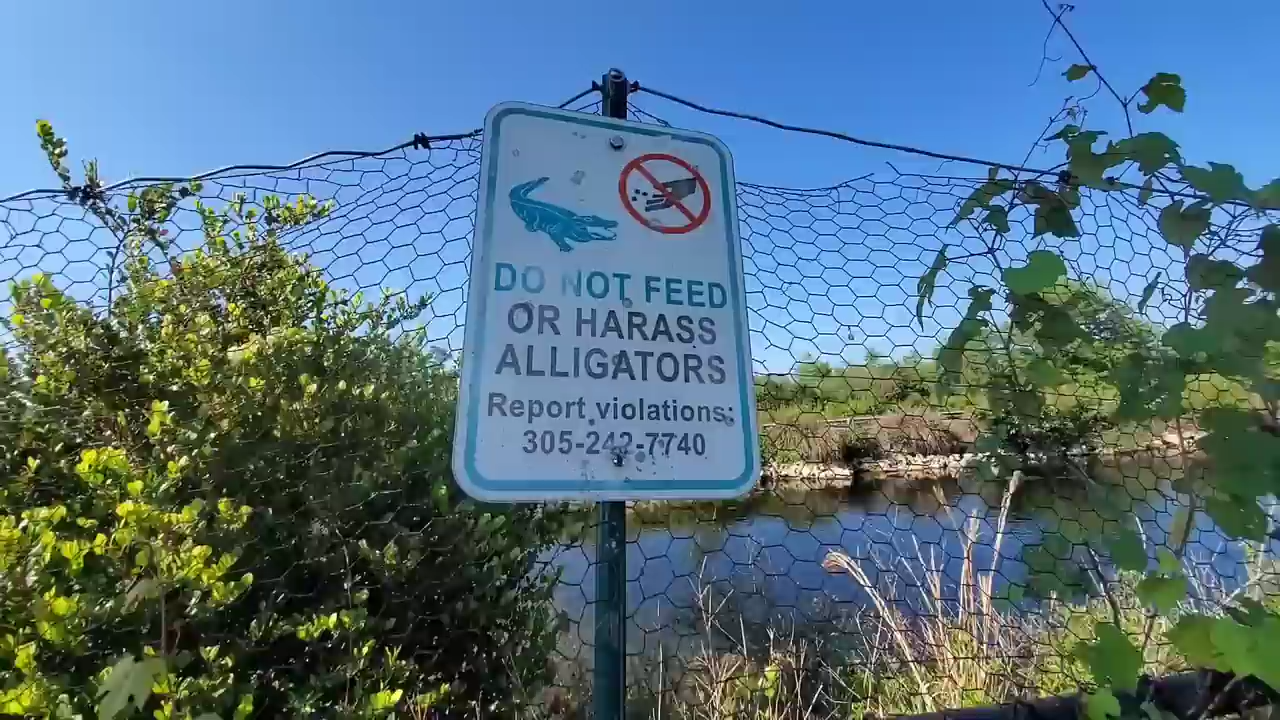 DO NOT FEED
OR HARASS
ALLIGATORS
Report violations:
305-242-7740